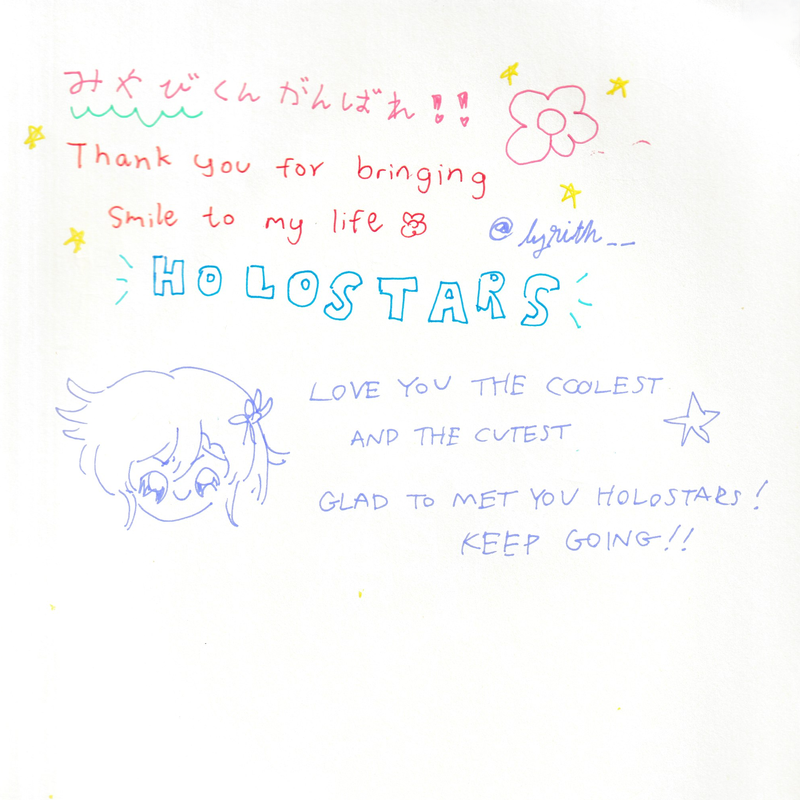 みやびくんがんばれ!!
Thank you for bringing
smile to my life
@lyrith__
HOLOSTARS
LOVE YOU THE COOLEST
AND THE CUTEST
GLAD TO MET YOU HOLOSTARS!
KEEP GOING!!